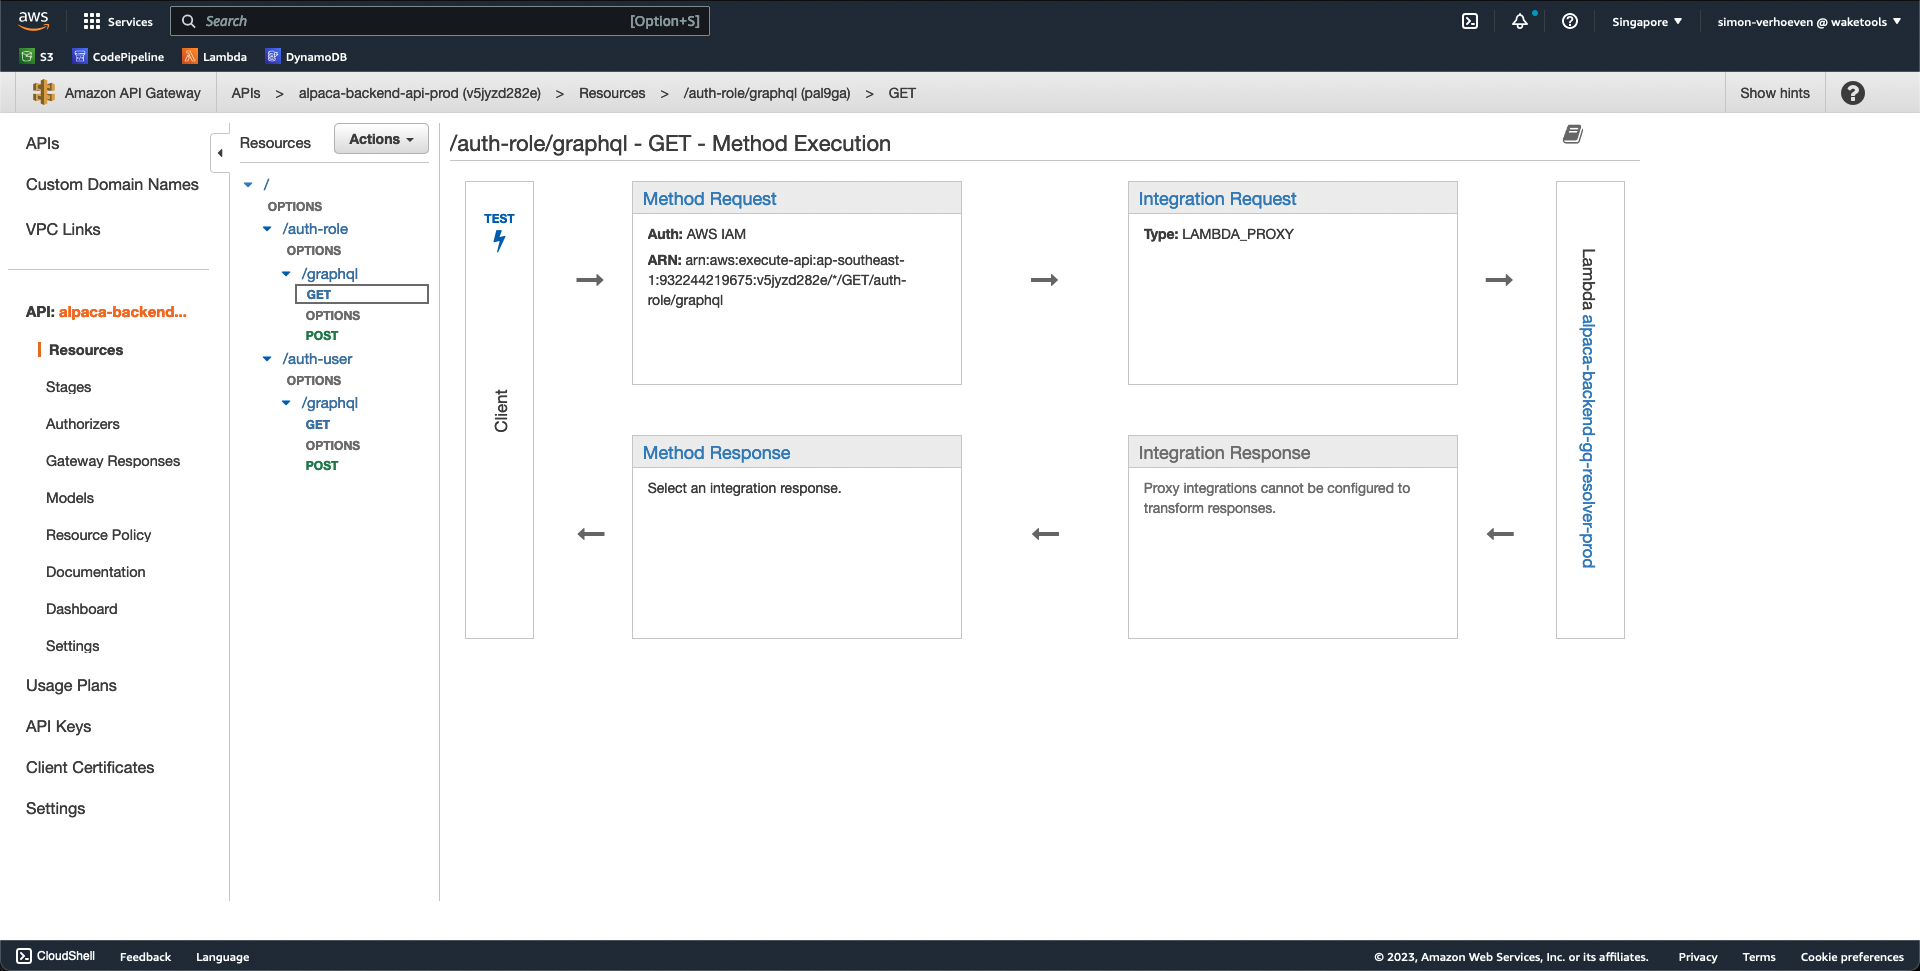 aws
Services
Search
[Option+S]
Singapore
simon-verhoeven @ waketools
S3
CodePipeline
Lambda
DynamoDB
Amazon API Gateway
APIs > alpaca-backend-api-prod (v5jyzd282e) > Resources > /auth-role/graphql (pal9ga) > GET
Show hints
?
APIs
Custom Domain Names
VPC Links
API: alpaca-backend...
Resources
Stages
Authorizers
Gateway Responses
Models
Resource Policy
Documentation
Dashboard
Settings
Usage Plans
API Keys
Client Certificates
Settings
Resources
Actions
/
OPTIONS
/auth-role
OPTIONS
/graphql
GET
OPTIONS
POST
/auth-user
OPTIONS
/graphql
GET
OPTIONS
POST
/auth-role/graphql - GET - Method Execution
TEST
Client
Method Request
Auth: AWS IAM
ARN: arn:aws:execute-api:ap-southeast-
1:932244219675:v5jyzd282e/*/GET/auth-
role/graphql
Integration Request
Type: LAMBDA_PROXY
Method Response
Select an integration response.
Integration Response
Proxy integrations cannot be configured to
transform responses.
Lambda alpaca-backend-gq-resolver-prod
CloudShell
Feedback
Language
© 2023, Amazon Web Services, Inc. or its affiliates.
Privacy
Terms
Cookie preferences